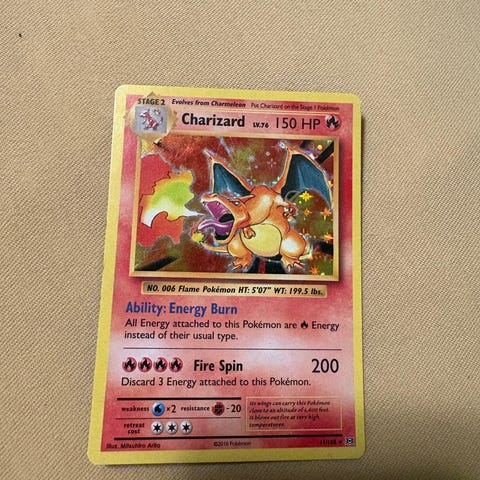 STAGE 2 Evolves from Charmeleon Put Charizard on the Stage 1 Pokémon
Charizard LV.76 150 HP
NO. 006 Flame Pokémon HT: 5'07" WT: 199.5 lbs.
Ability: Energy Burn
All Energy attached to this Pokémon are Energy
instead of their usual type.
Fire Spin 200
Discard 3 Energy attached to this Pokémon.
weakness ×2 resistance -20
retreat
cost
Its wings can carry this Pokémon
close to an altitude of 4,600 feet.
It blows out fire at very high
temperatures.
Illus. Mitsuhiro Arita ©2016 Pokémon 11/108